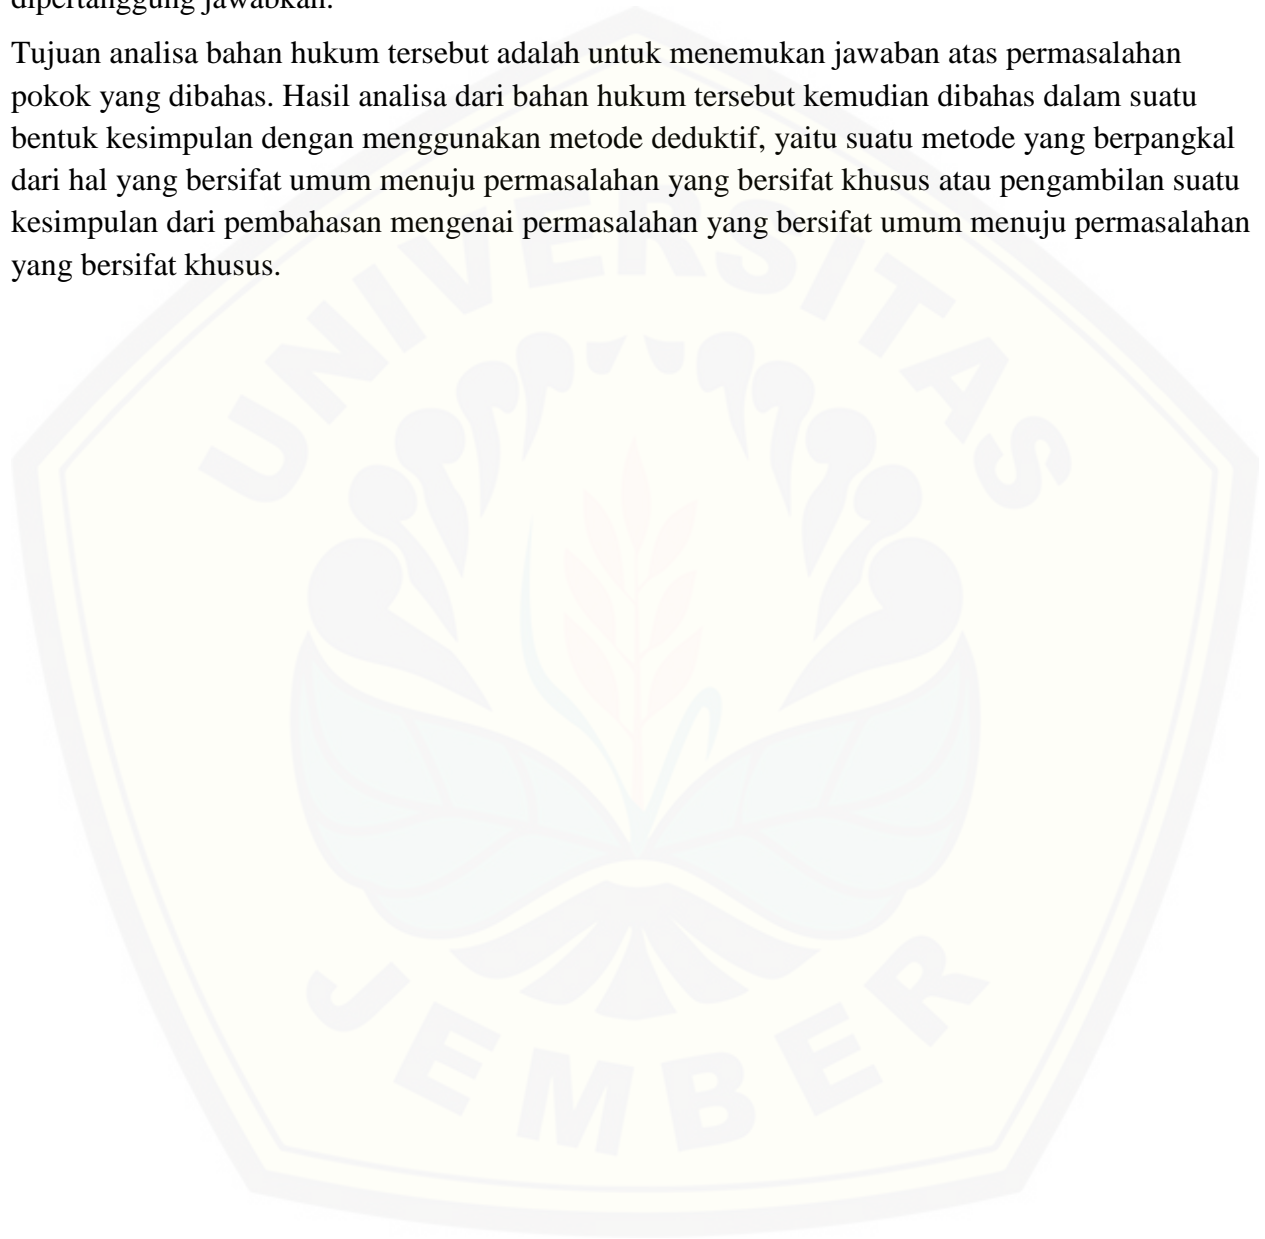 dipertanggung jawabkan.
Tujuan analisa bahan hukum tersebut adalah untuk menemukan jawaban atas permasalahan
pokok yang dibahas. Hasil analisa dari bahan hukum tersebut kemudian dibahas dalam suatu
bentuk kesimpulan dengan menggunakan metode deduktif, yaitu suatu metode yang berpangkal
dari hal yang bersifat umum menuju permasalahan yang bersifat khusus atau pengambilan suatu
kesimpulan dari pembahasan mengenai permasalahan yang bersifat umum menuju permasalahan
yang bersifat khusus.
UNIVERSITAS
JEMBER